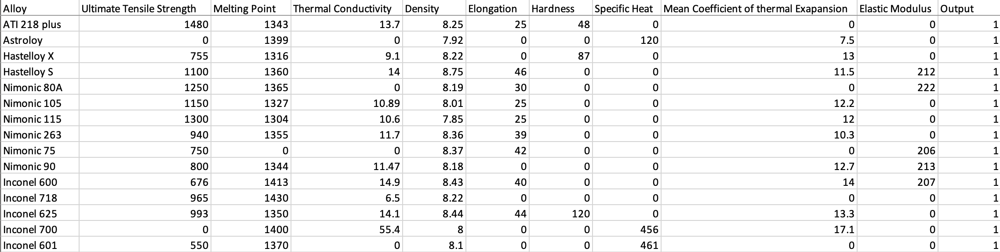 Alloy Ultimate Tensile Strength Melting Point Thermal Conductivity Density Elongation Hardness Specific Heat Mean Coefficient of thermal Exapansion Elastic Modulus Output
ATI 218 plus 1480 1343 13.7 8.25 25 48 0 0 0 1
Astroloy 0 1399 0 7.92 0 0 120 7.5 0 1
Hastelloy X 755 1316 9.1 8.22 0 87 0 13 0 1
Hastelloy S 1100 1360 14 8.75 46 0 0 11.5 212 1
Nimonic 80A 1250 1365 0 8.19 30 0 0 0 222 1
Nimonic 105 1150 1327 10.89 8.01 25 0 0 12.2 0 1
Nimonic 115 1300 1304 10.6 7.85 25 0 0 12 0 1
Nimonic 263 940 1355 11.7 8.36 39 0 0 10.3 0 1
Nimonic 75 750 0 0 8.37 42 0 0 0 206 1
Nimonic 90 800 1344 11.47 8.18 0 0 0 12.7 213 1
Inconel 600 676 1413 14.9 8.43 40 0 0 14 207 1
Inconel 718 965 1430 6.5 8.22 0 0 0 0 0 1
Inconel 625 993 1350 14.1 8.44 44 120 0 13.3 0 1
Inconel 700 0 1400 55.4 8 0 0 456 17.1 0 1
Inconel 601 550 1370 0 8.1 0 0 461 0 0 1